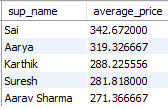 sup_name average_price
Sai 342.672000
Aarya 319.326667
Karthik 288.225556
Suresh 281.818000
Aarav Sharma 271.366667